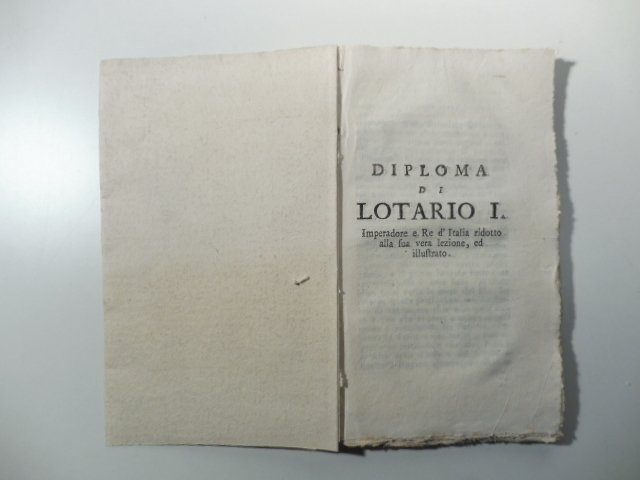 DIPLOMA
DI
LOTARIO I.
Imperadore e Re d' Italia ridotto
alla ſua vera lezione, ed
illuſtrato.